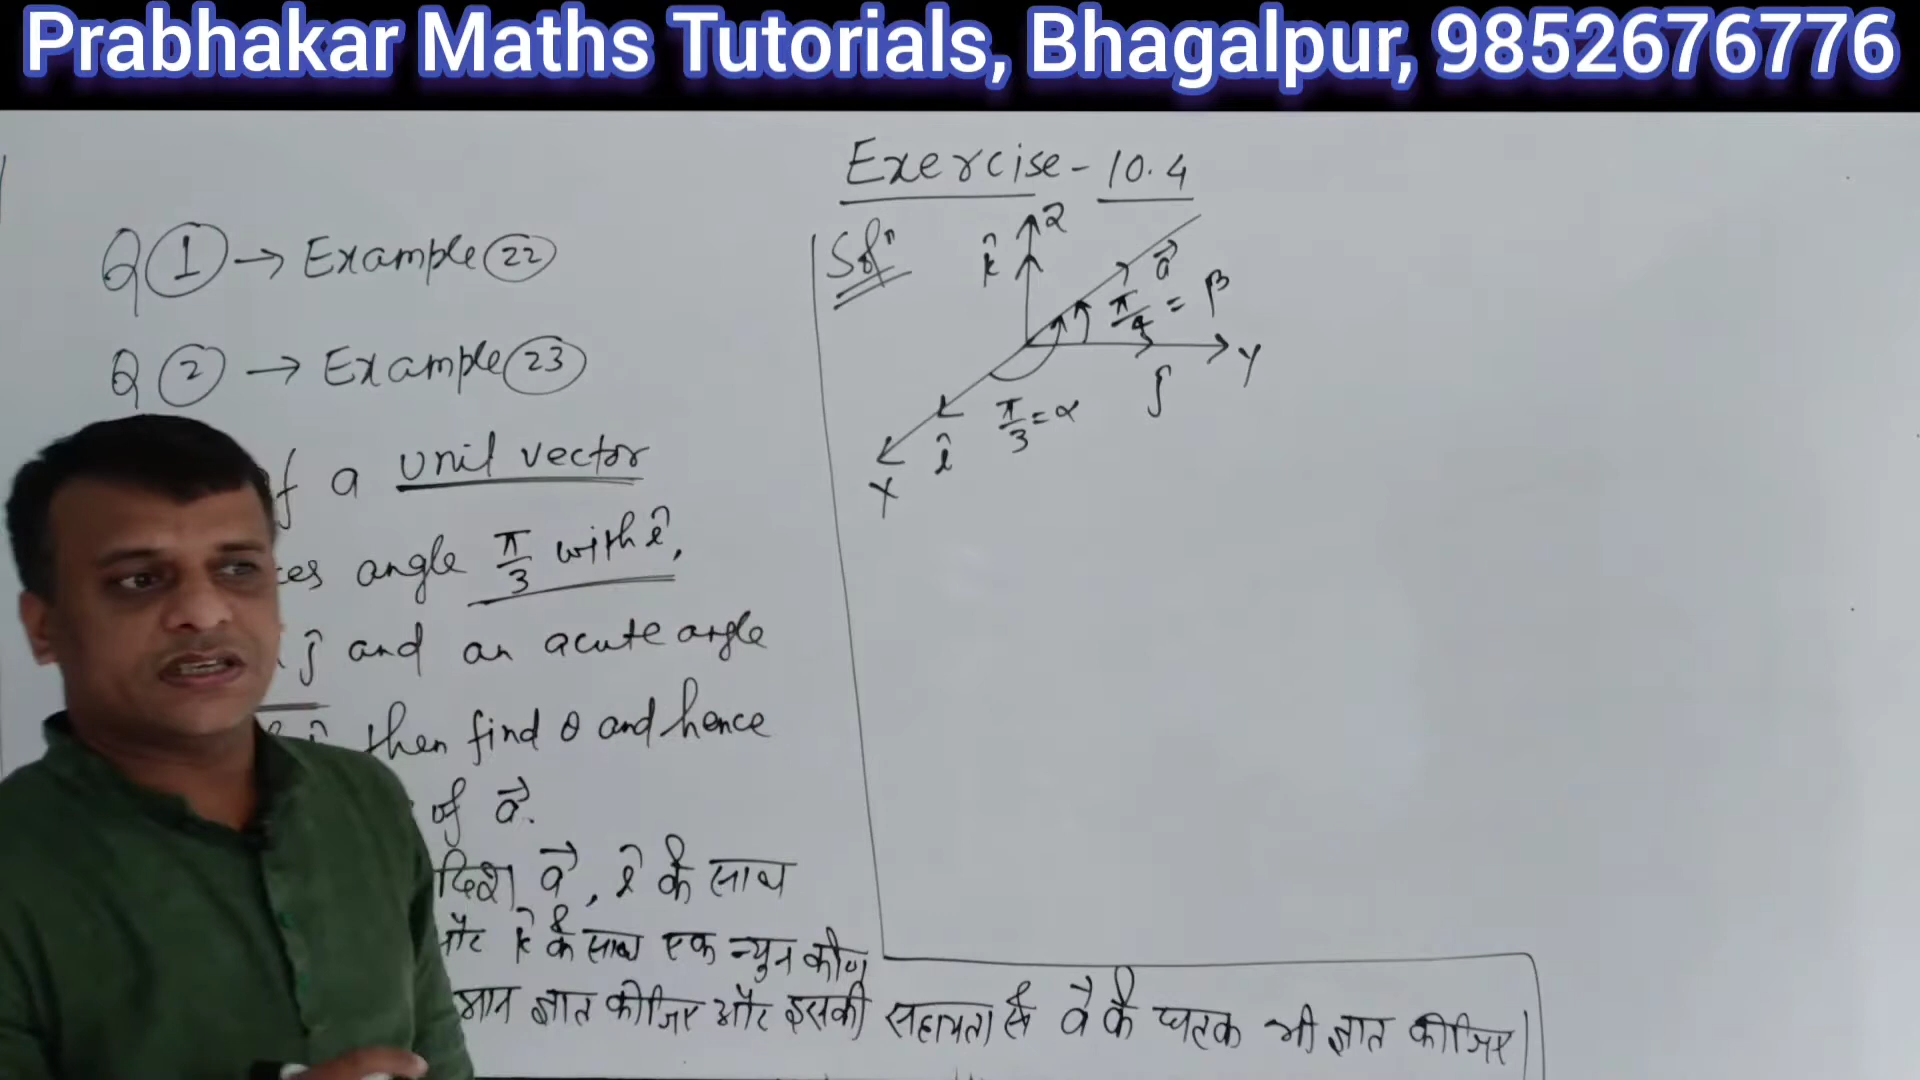 Prabhakar Maths Tutorials, Bhagalpur, 9852676776
Exercise - 10.4
Q 1 → Example 22
Q 2 → Example 23
f a unit vector
es angle π/3 with î,
ĵ and an acute angle
then find θ and hence
of a⃗.
दिश a⃗, î के साथ
और k̂ के साथ एक न्युन कोण
मान ज्ञात कीजिए और इसकी सहायता से a⃗ के घटक भी ज्ञात कीजिए
Solⁿ
Z
k̂
a⃗
π/4 = β
Y
ĵ
π/3 = α
î
X